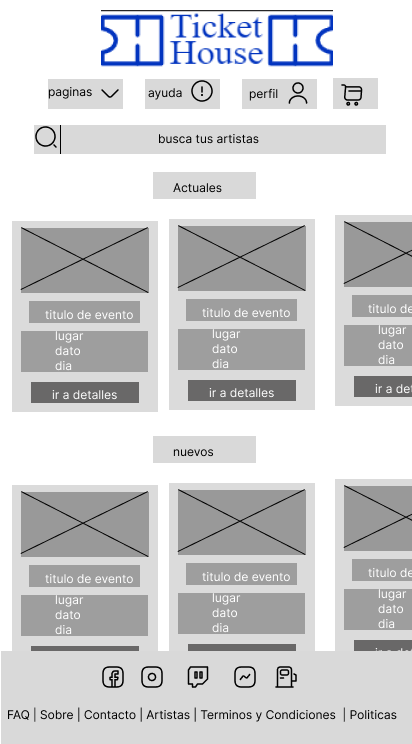 Ticket
House
paginas
ayuda
perfil
busca tus artistas
Actuales
titulo de evento
lugar
dato
dia
ir a detalles
titulo de evento
lugar
dato
dia
ir a detalles
titulo de e
lugar
dato
dia
ir a deta
nuevos
titulo de evento
lugar
dato
dia
titulo de evento
lugar
dato
dia
titulo de e
lugar
dato
dia
FAQ | Sobre | Contacto | Artistas | Terminos y Condiciones | Politicas